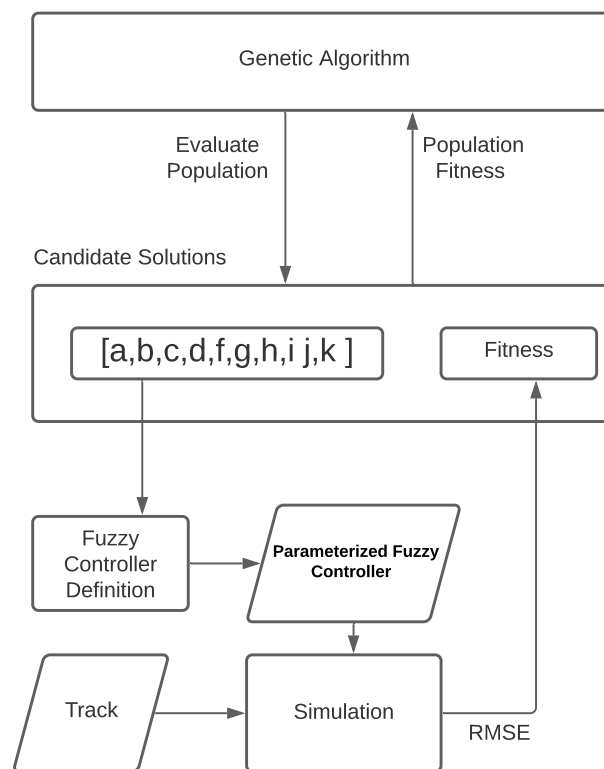 Genetic Algorithm
Evaluate
Population
Population
Fitness
Candidate Solutions
[a,b,c,d,f,g,h,i j,k ]
Fitness
Fuzzy
Controller
Definition
Parameterized Fuzzy
Controller
Track
Simulation
RMSE